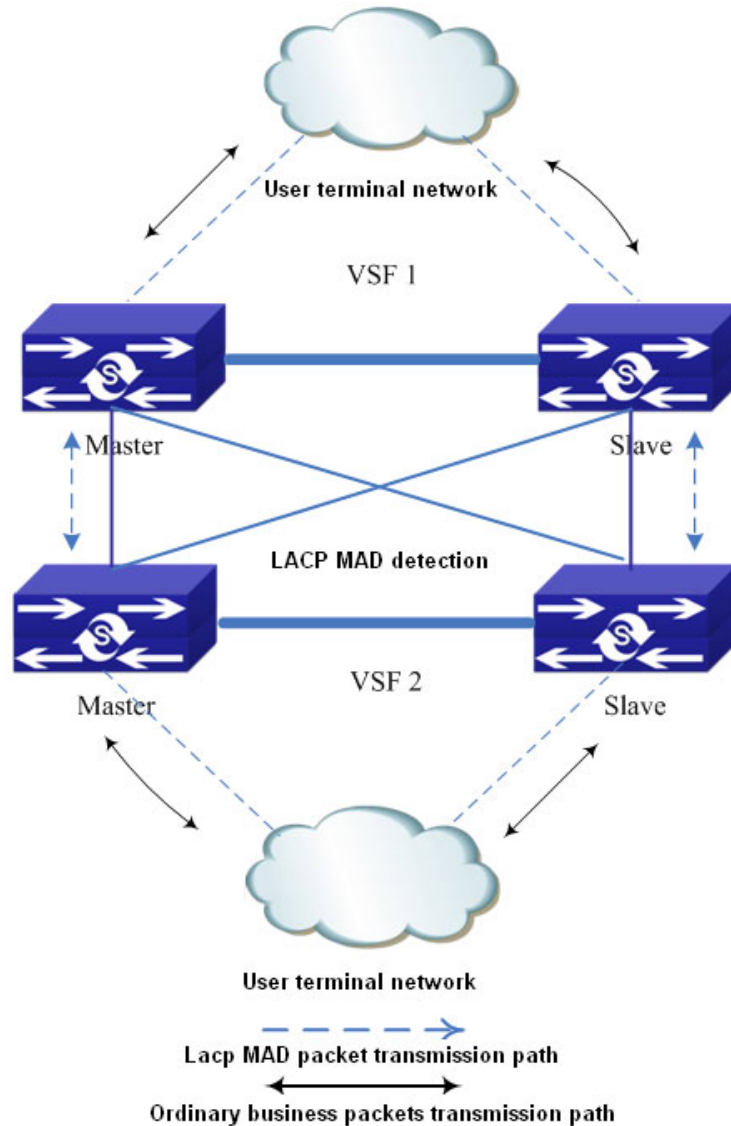 User terminal network
VSF 1
S
S
Master
Slave
LACP MAD detection
S
S
VSF 2
Master
Slave
User terminal network
Lacp MAD packet transmission path
Ordinary business packets transmission path